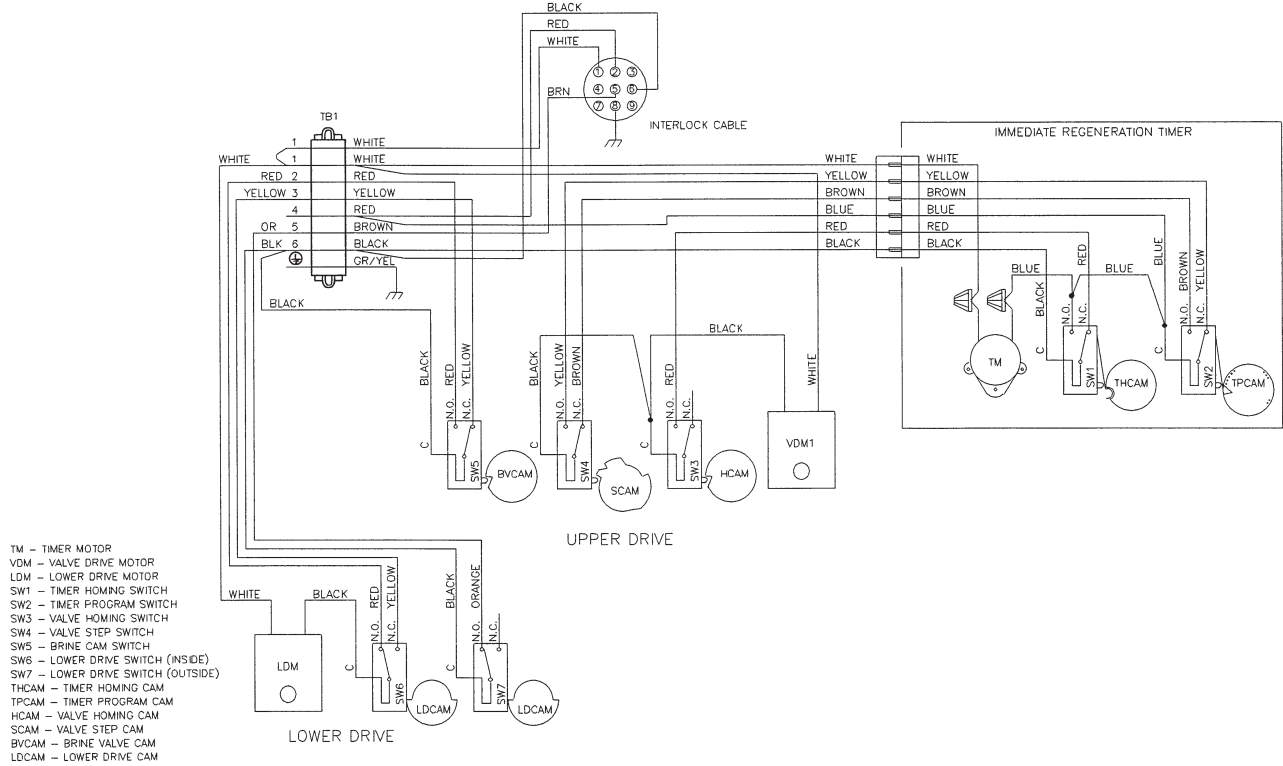 BLACK
RED
WHITE
1 2 3
4 5 6
7 8 9
BRN
INTERLOCK CABLE
TB1
IMMEDIATE REGENERATION TIMER
1 WHITE
WHITE 1 WHITE
RED 2 RED
YELLOW 3 YELLOW
4 RED
OR 5 BROWN
BLK 6 BLACK
GR/YEL
BLACK
WHITE WHITE
YELLOW YELLOW
BROWN BROWN
BLUE BLUE
RED RED
BLACK BLACK
BLUE
BLACK
RED
BLUE
BLUE
BROWN
YELLOW
N.O.
N.C.
N.O.
N.C.
C
C
TM
SW1
THCAM
SW2
TPCAM
BLACK
RED
YELLOW
BLACK
YELLOW
BROWN
BLACK
RED
WHITE
N.O.
N.C.
N.O.
N.C.
N.O.
N.C.
C
C
C
SW5
BVCAM
SW4
SCAM
SW3
HCAM
VDM1
UPPER DRIVE
TM – TIMER MOTOR
VDM – VALVE DRIVE MOTOR
LDM – LOWER DRIVE MOTOR
SW1 – TIMER HOMING SWITCH
SW2 – TIMER PROGRAM SWITCH
SW3 – VALVE HOMING SWITCH
SW4 – VALVE STEP SWITCH
SW5 – BRINE CAM SWITCH
SW6 – LOWER DRIVE SWITCH (INSIDE)
SW7 – LOWER DRIVE SWITCH (OUTSIDE)
THCAM – TIMER HOMING CAM
TPCAM – TIMER PROGRAM CAM
HCAM – VALVE HOMING CAM
SCAM – VALVE STEP CAM
BVCAM – BRINE VALVE CAM
LDCAM – LOWER DRIVE CAM
WHITE
BLACK
RED
YELLOW
BLACK
ORANGE
N.O.
N.C.
N.O.
N.C.
C
C
LDM
SW6
LDCAM
SW7
LDCAM
LOWER DRIVE